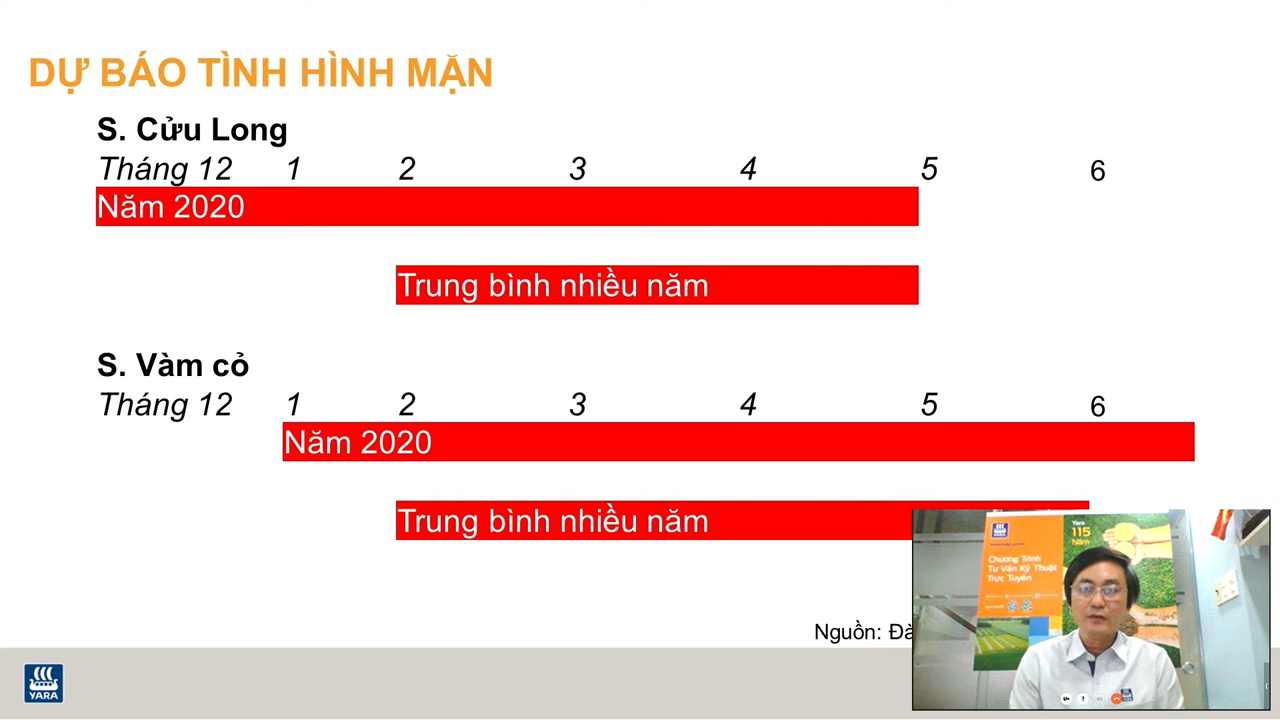 DỰ BÁO TÌNH HÌNH MẶN
S. Cửu Long
Tháng 12 1 2 3 4 5 6
Năm 2020
Trung bình nhiều năm
S. Vàm cỏ
Tháng 12 1 2 3 4 5 6
Năm 2020
Trung bình nhiều năm
Nguồn:
YARA
YARA
Yara
115
Năm
Chương Trình
Tư Vấn Kỹ Thuật
Trực Tuyến